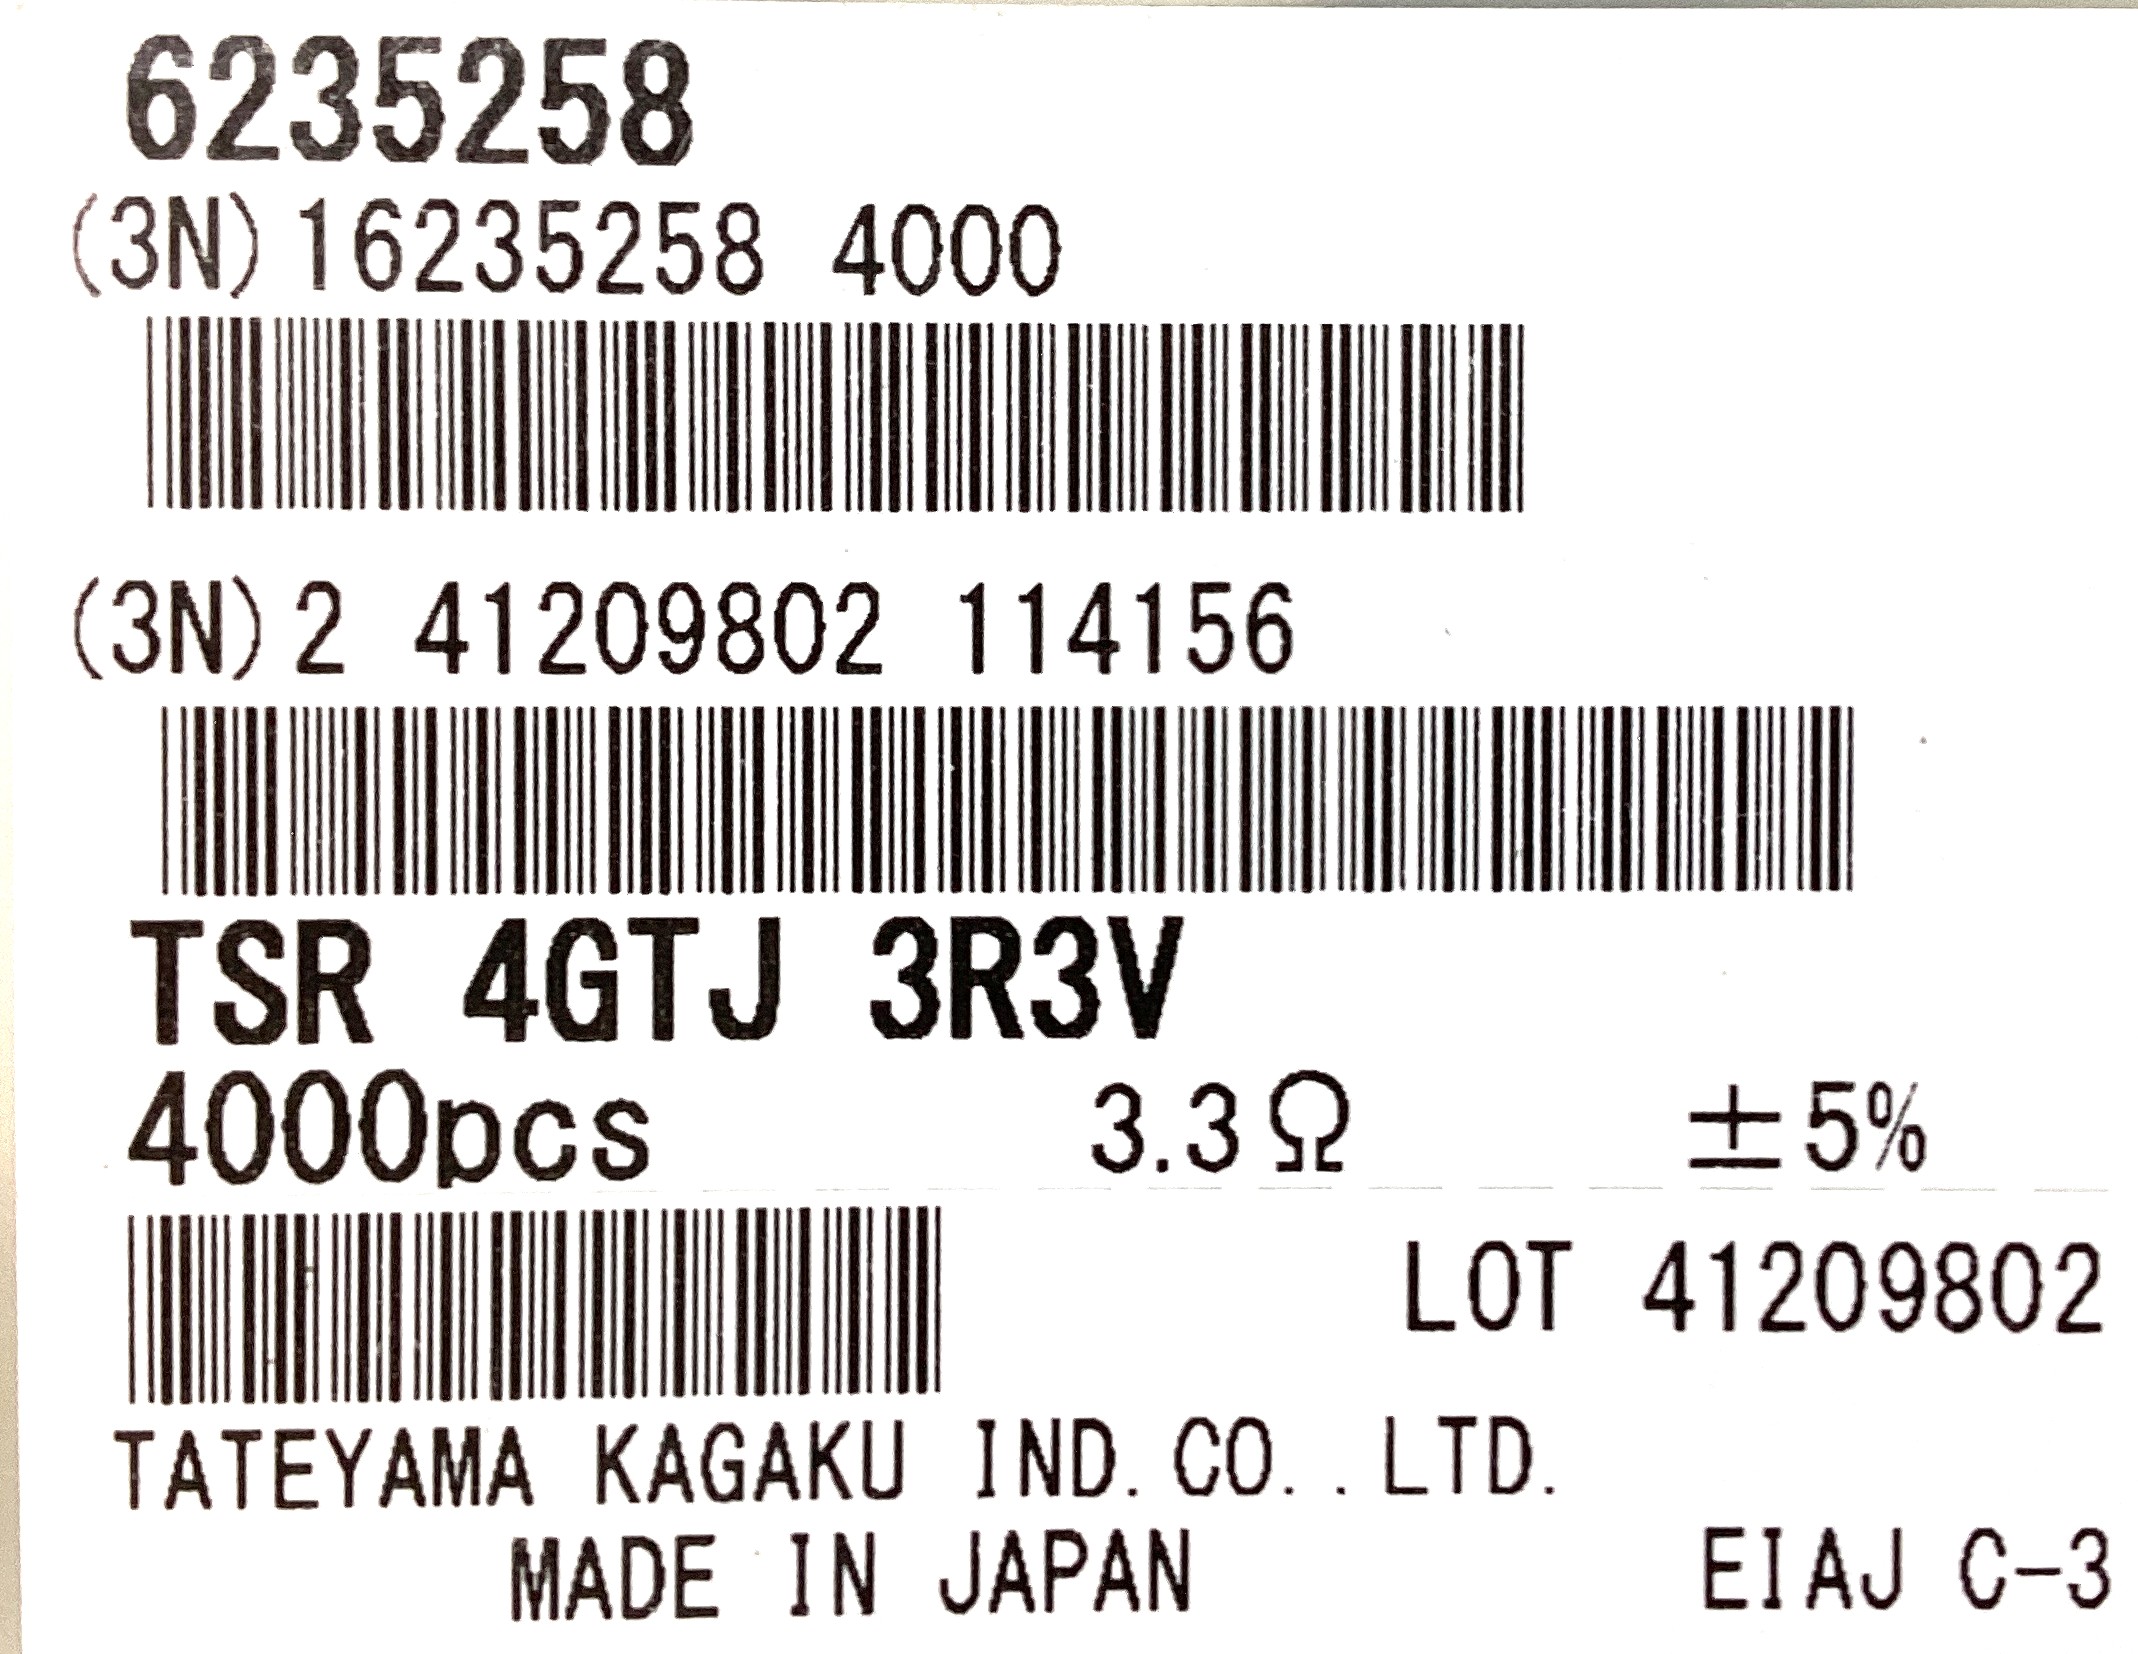 6235258
(3N)16235258 4000
(3N)2 41209802 114156
TSR 4GTJ 3R3V
4000pcs 3.3Ω ±5%
LOT 41209802
TATEYAMA KAGAKU IND.CO..LTD.
MADE IN JAPAN
EIAJ C-3